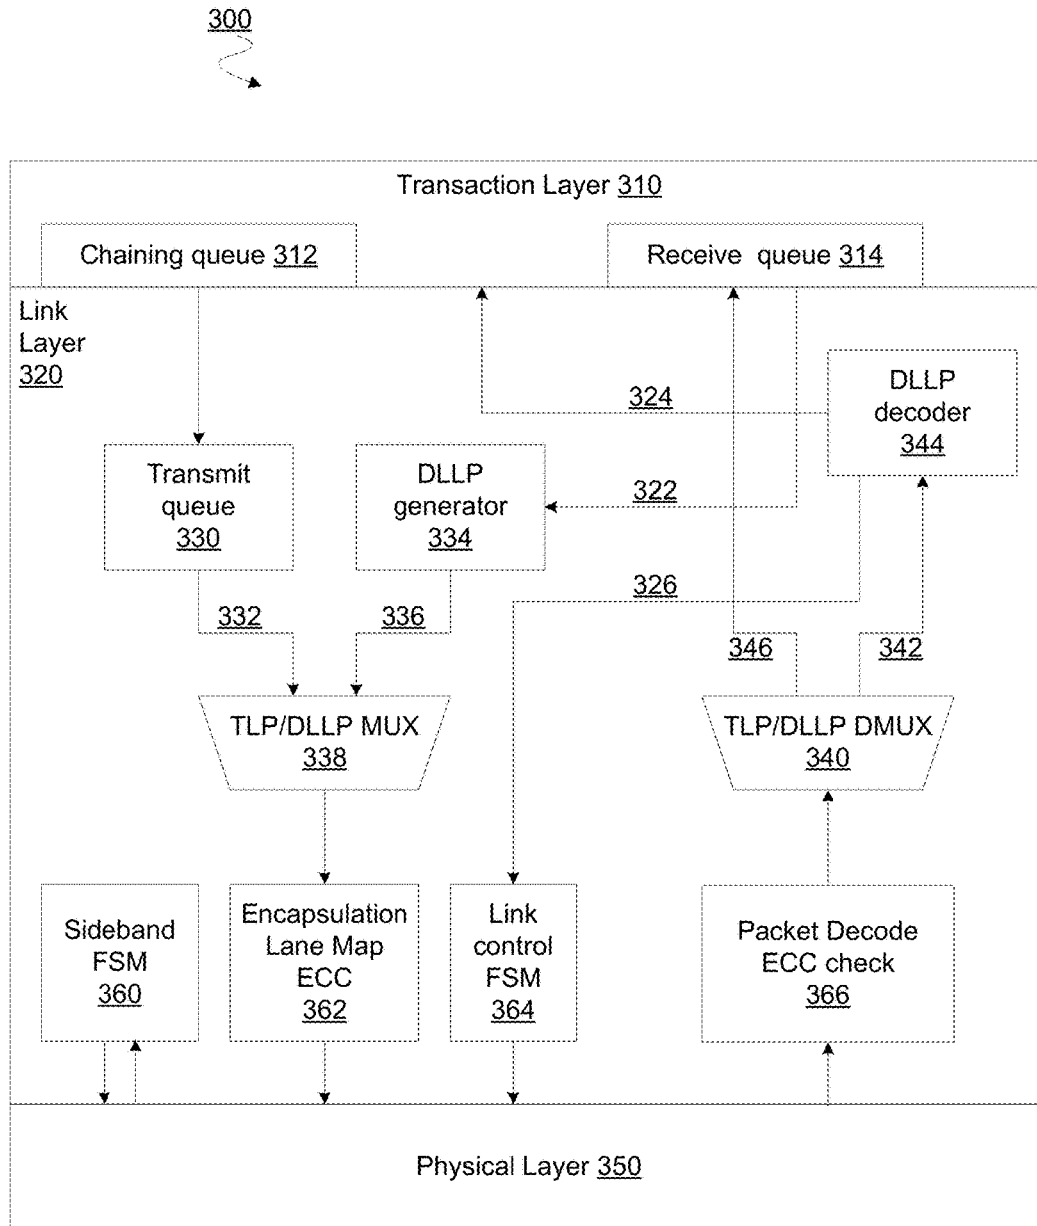 300
Transaction Layer 310
Chaining queue 312
Receive queue 314
Link
Layer
320
324
DLLP
decoder
344
Transmit
queue
330
DLLP
generator
334
322
326
332
336
346
342
TLP/DLLP MUX
338
TLP/DLLP DMUX
340
Sideband
FSM
360
Encapsulation
Lane Map
ECC
362
Link
control
FSM
364
Packet Decode
ECC check
366
Physical Layer 350